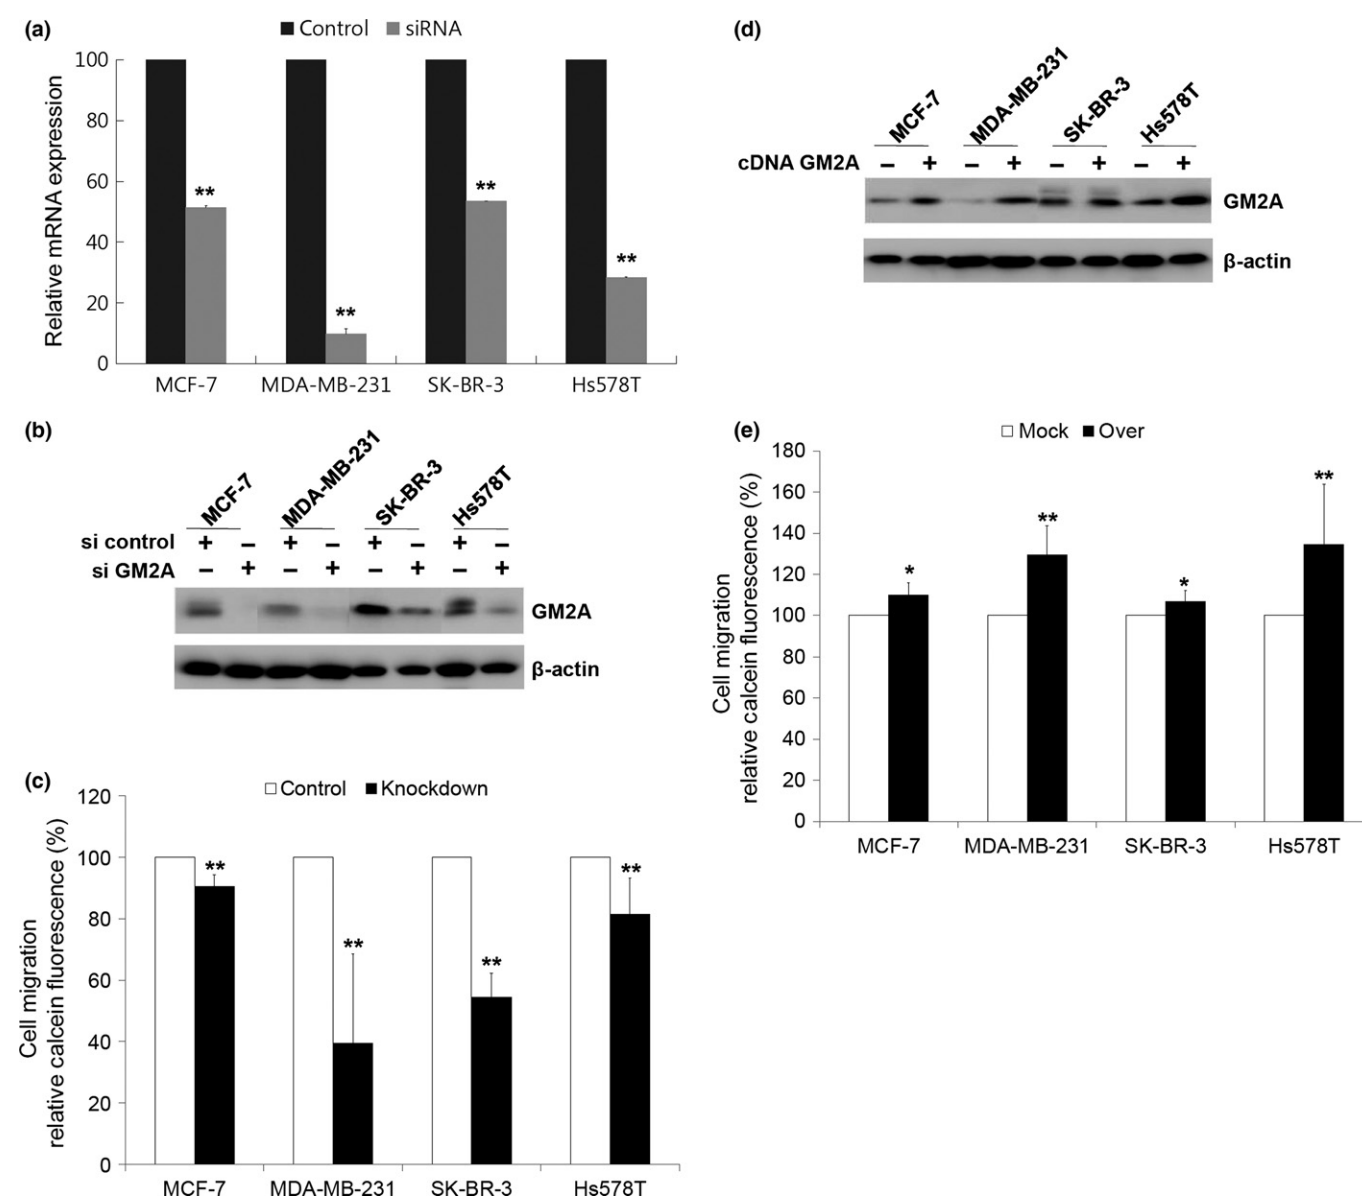 (a)
Control siRNA
Relative mRNA expression
100
80
60
40
20
0
**
**
**
**
MCF-7 MDA-MB-231 SK-BR-3 Hs578T
(b)
MCF-7 MDA-MB-231 SK-BR-3 Hs578T
si control + – + – + – + –
si GM2A – + – + – + – +
GM2A
β-actin
(c)
Control Knockdown
Cell migration
relative calcein fluorescence (%)
120
100
80
60
40
20
0
**
**
**
**
MCF-7 MDA-MB-231 SK-BR-3 Hs578T
(d)
MCF-7 MDA-MB-231 SK-BR-3 Hs578T
cDNA GM2A – + – + – + – +
GM2A
β-actin
(e)
Mock Over
Cell migration
relative calcein fluorescence (%)
180
160
140
120
100
80
60
40
20
0
*
**
*
**
MCF-7 MDA-MB-231 SK-BR-3 Hs578T